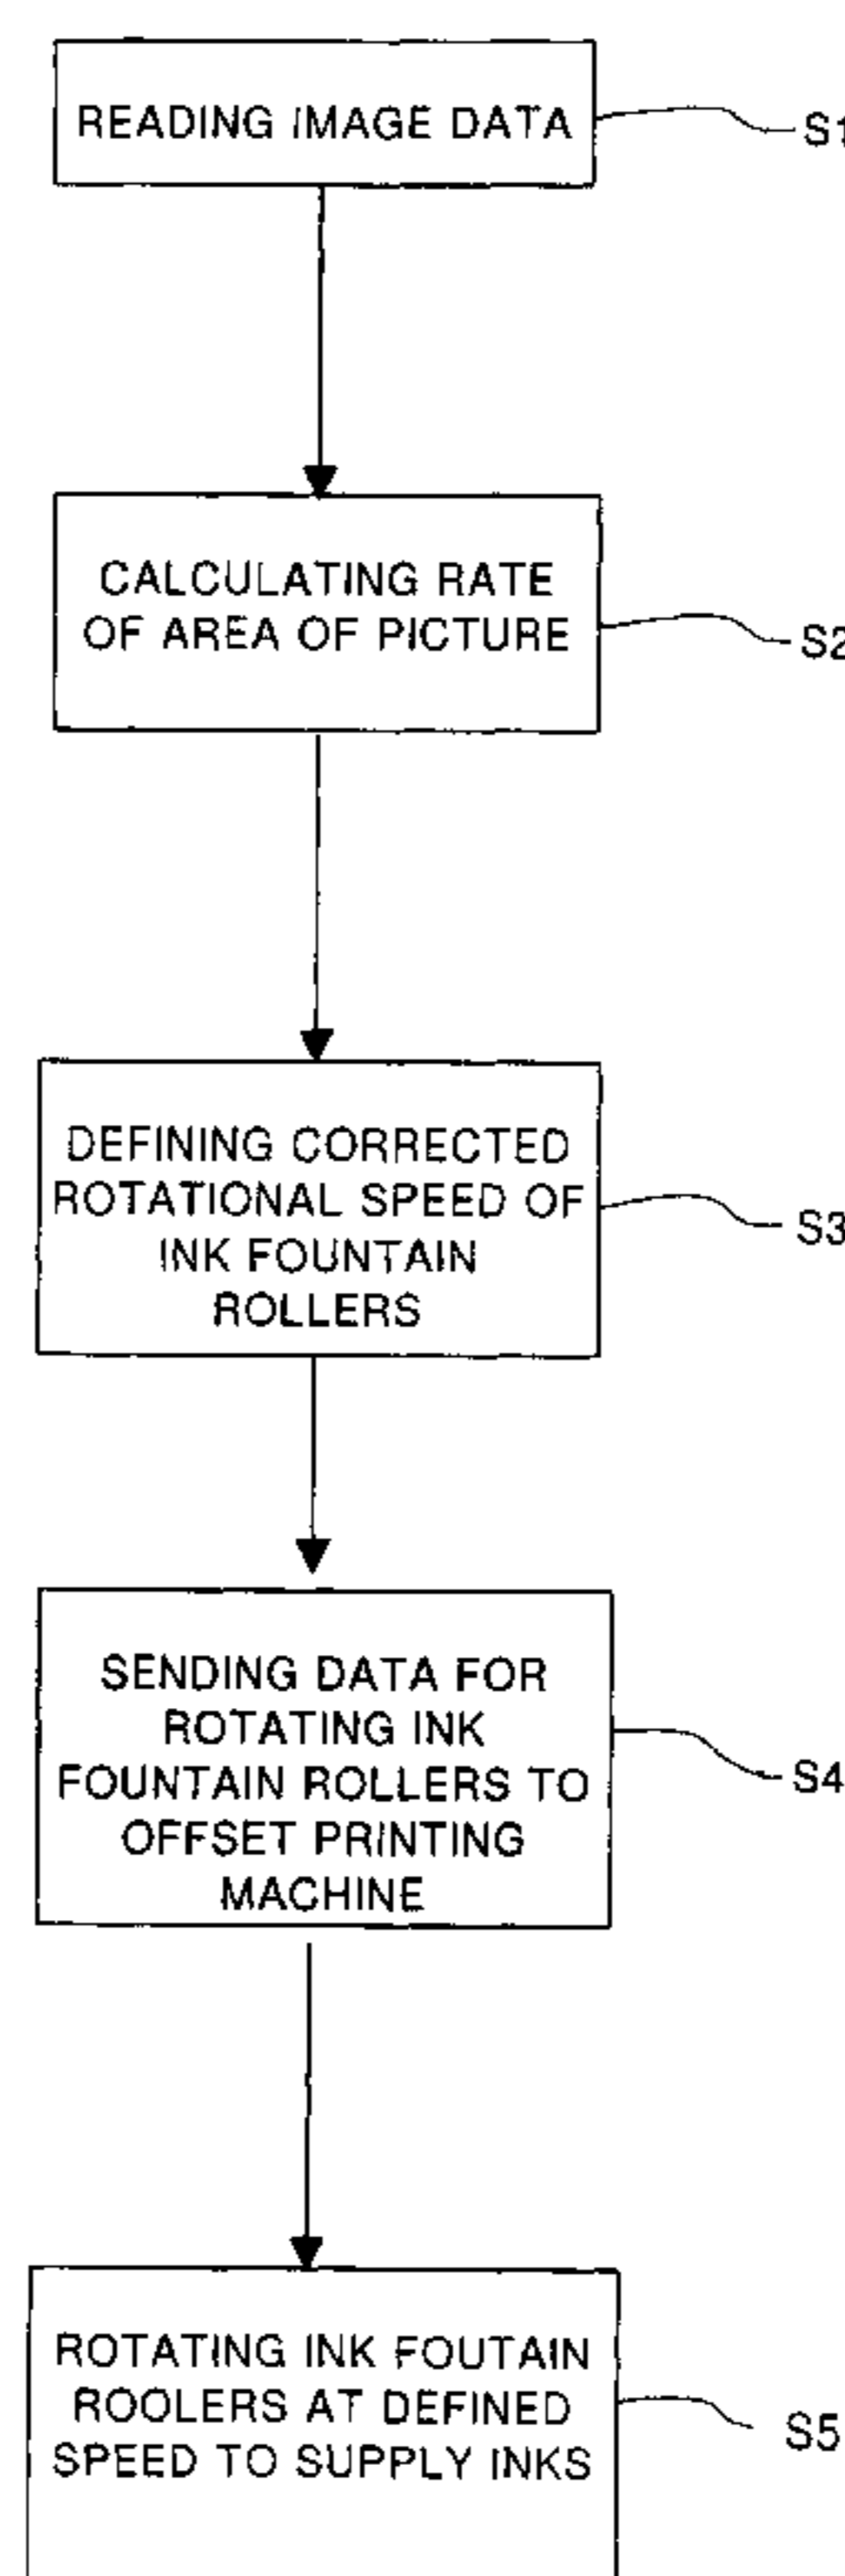 READING IMAGE DATA
S1
CALCULATING RATE
OF AREA OF PICTURE
S2
DEFINING CORRECTED
ROTATIONAL SPEED OF
INK FOUNTAIN
ROLLERS
S3
SENDING DATA FOR
ROTATING INK
FOUNTAIN ROLLERS TO
OFFSET PRINTING
MACHINE
S4
ROTATING INK FOUTAIN
ROOLERS AT DEFINED
SPEED TO SUPPLY INKS
S5